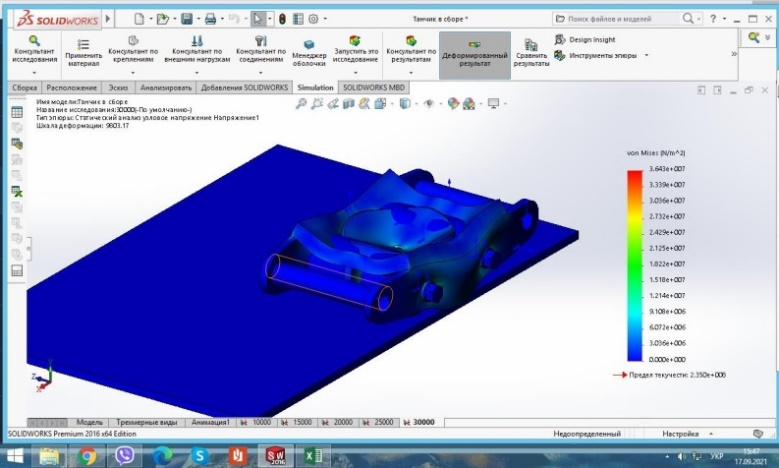 SOLIDWORKS
Танчик в сборе *
Поиск файлов и моделей
Консультант исследования
Применить материал
Консультант по креплениям
Консультант по внешним нагрузкам
Консультант по соединениям
Менеджер оболочки
Запустить это исследование
Консультант по результатам
Деформированный результат
Сравнить результаты
Design Insight
Инструменты эпюры
Сборка Расположение Эскиз Анализировать Добавления SOLIDWORKS Simulation SOLIDWORKS MBD
Имя модели:Танчик в сборе
Название исследования:30000(-По умолчанию-)
Тип эпюры: Статический анализ узловое напряжение Напряжение1
Шкала деформации: 9803.17
von Mises (N/m^2)
3.643e+007
3.339e+007
3.036e+007
2.732e+007
2.429e+007
2.125e+007
1.822e+007
1.518e+007
1.214e+007
9.108e+006
6.072e+006
3.036e+006
0.000e+000
Предел текучести: 2.350e+008
Y
Z
X
Модель Трехмерные виды Анимация1 10000 15000 20000 25000 30000
SOLIDWORKS Premium 2016 x64 Edition
Недоопределенный
Настройка
УКР
15:47
17.09.2021